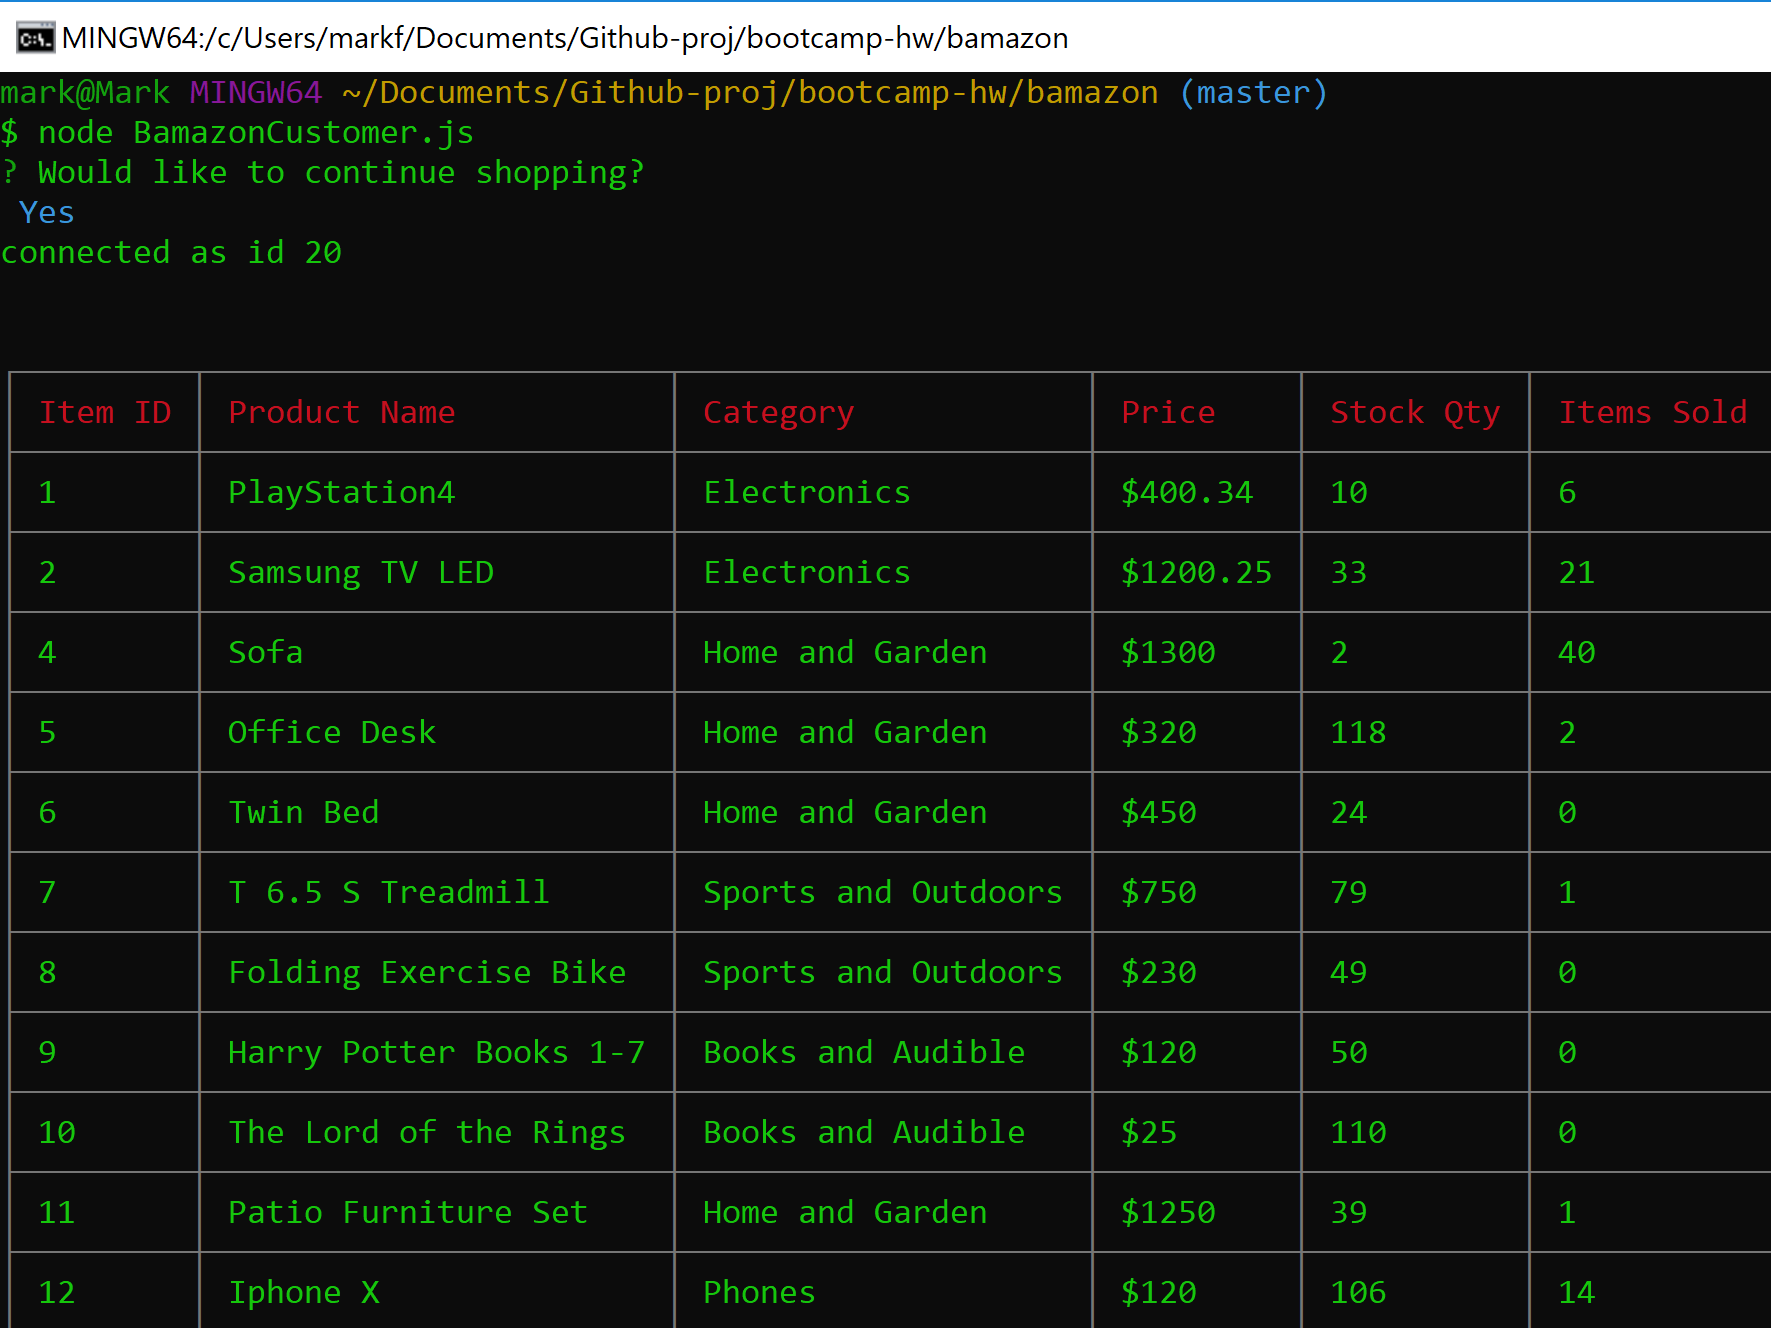 MINGW64:/c/Users/markf/Documents/Github-proj/bootcamp-hw/bamazon
mark@Mark MINGW64 ~/Documents/Github-proj/bootcamp-hw/bamazon (master)
$ node BamazonCustomer.js
? Would like to continue shopping?
Yes
connected as id 20
Item ID Product Name Category Price Stock Qty Items Sold
1 PlayStation4 Electronics $400.34 10 6
2 Samsung TV LED Electronics $1200.25 33 21
4 Sofa Home and Garden $1300 2 40
5 Office Desk Home and Garden $320 118 2
6 Twin Bed Home and Garden $450 24 0
7 T 6.5 S Treadmill Sports and Outdoors $750 79 1
8 Folding Exercise Bike Sports and Outdoors $230 49 0
9 Harry Potter Books 1-7 Books and Audible $120 50 0
10 The Lord of the Rings Books and Audible $25 110 0
11 Patio Furniture Set Home and Garden $1250 39 1
12 Iphone X Phones $120 106 14